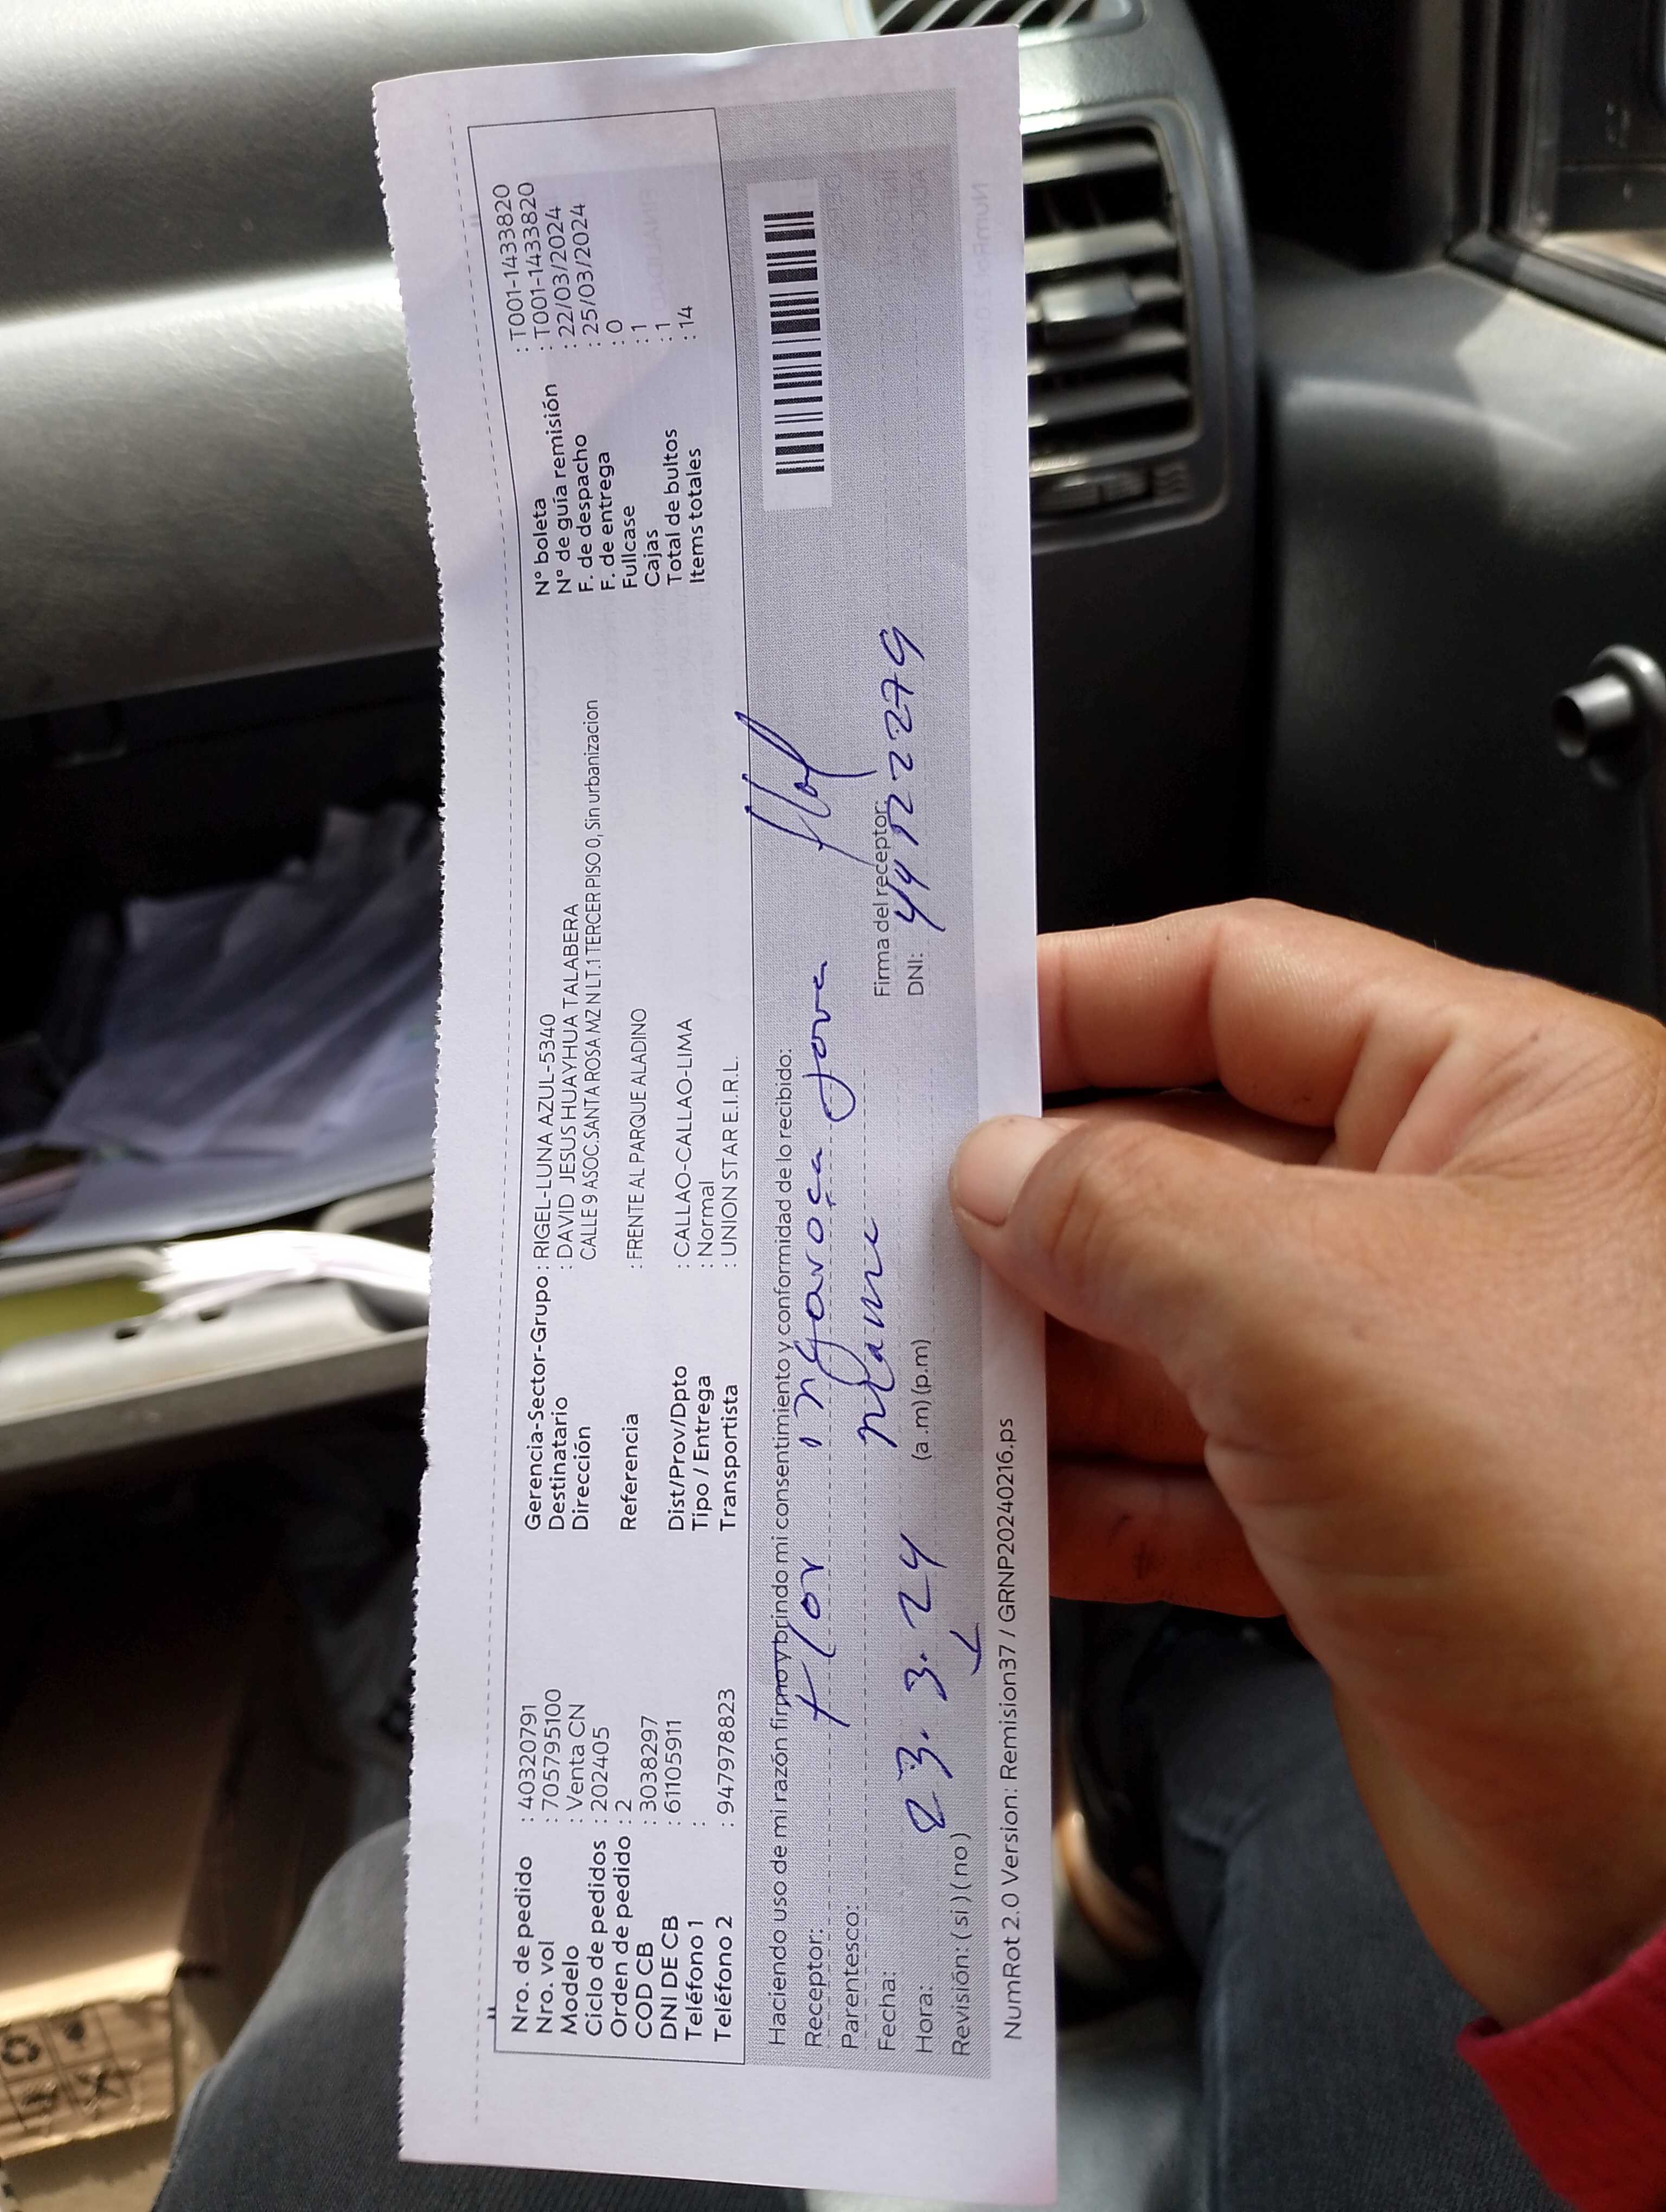 Nro. de pedido : 40320791
Nro. vol : 705795100
Modelo : Venta CN
Ciclo de pedidos : 202405
Orden de pedido : 2
COD CB : 3038297
DNI DE CB : 61105911
Teléfono 1 :
Teléfono 2 : 947978823
Gerencia-Sector-Grupo : RIGEL-LUNA AZUL-5340
Destinatario : DAVID JESUS HUAYHUA TALABERA
Dirección CALLE 9 ASOC.SANTA ROSA MZ N LT.1 TERCER PISO 0, Sin urbanizacion
Referencia : FRENTE AL PARQUE ALADINO
Dist/Prov/Dpto : CALLAO-CALLAO-LIMA
Tipo / Entrega : Normal
Transportista : UNION STAR E.I.R.L.
N° boleta : T001-1433820
N° de guía remisión : T001-1433820
F. de despacho : 22/03/2024
F. de entrega : 25/03/2024
Fullcase : 0
Cajas : 1
Total de bultos : 1
Items totales : 14
Haciendo uso de mi razón firmo y brindo mi consentimiento y conformidad de lo recibido:
Receptor: Flor
Parentesco: Mamá
Fecha: 23.3.24
Hora: (a.m) (p.m)
Revisión: ( si ) ( no )
Firma del receptor:
DNI:
NumRot 2.0 Version: Remision37 / GRNP20240216.ps